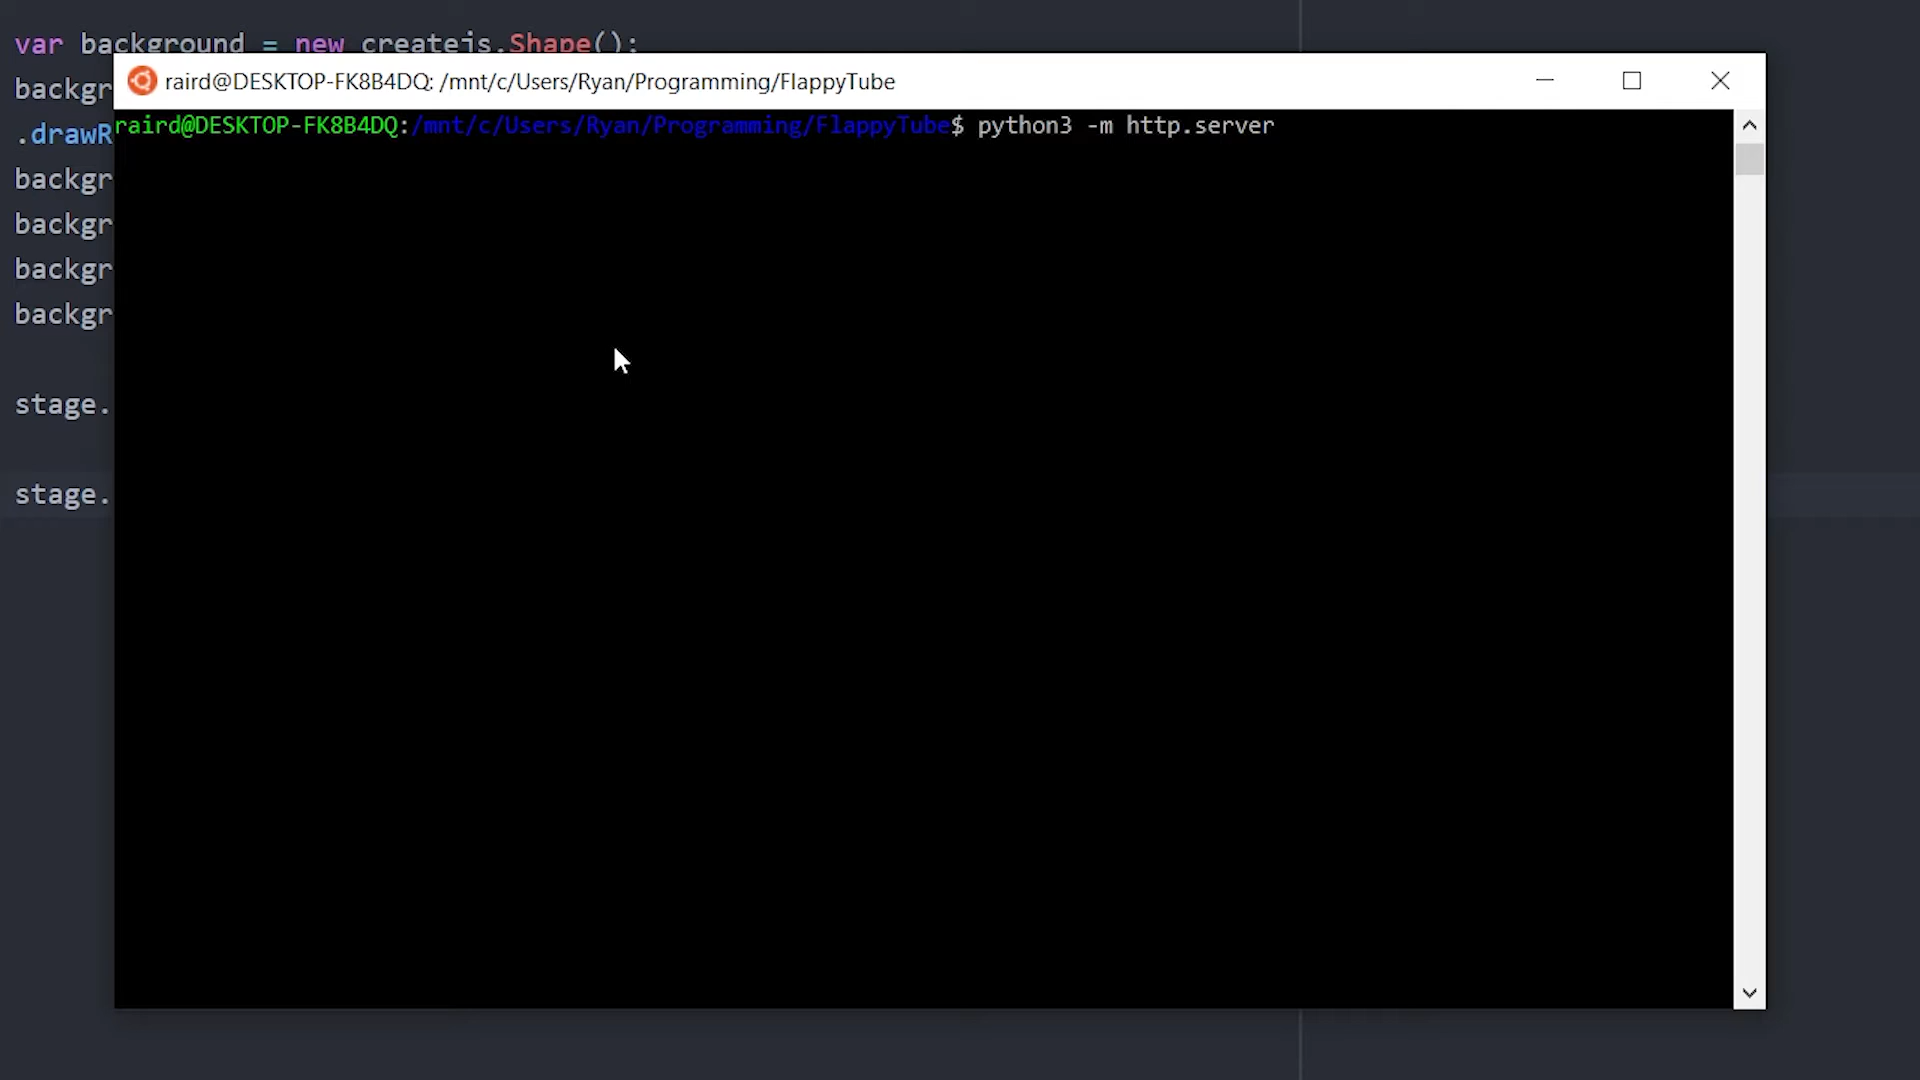 var background = new createjs.Shape();
raird@DESKTOP-FK8B4DQ: /mnt/c/Users/Ryan/Programming/FlappyTube
backgr
raird@DESKTOP-FK8B4DQ:/mnt/c/Users/Ryan/Programming/FlappyTube$ python3 -m http.server
.drawR
backgr
backgr
backgr
backgr
stage.
stage.